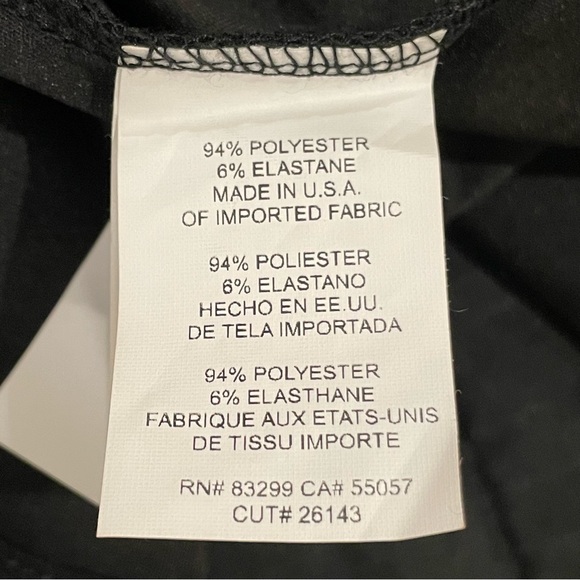 94% POLYESTER
6% ELASTANE
MADE IN U.S.A.
OF IMPORTED FABRIC
94% POLIESTER
6% ELASTANO
HECHO EN EE.UU.
DE TELA IMPORTADA
94% POLYESTER
6% ELASTHANE
FABRIQUE AUX ETATS-UNIS
DE TISSU IMPORTE
RN# 83299 CA# 55057
CUT# 26143